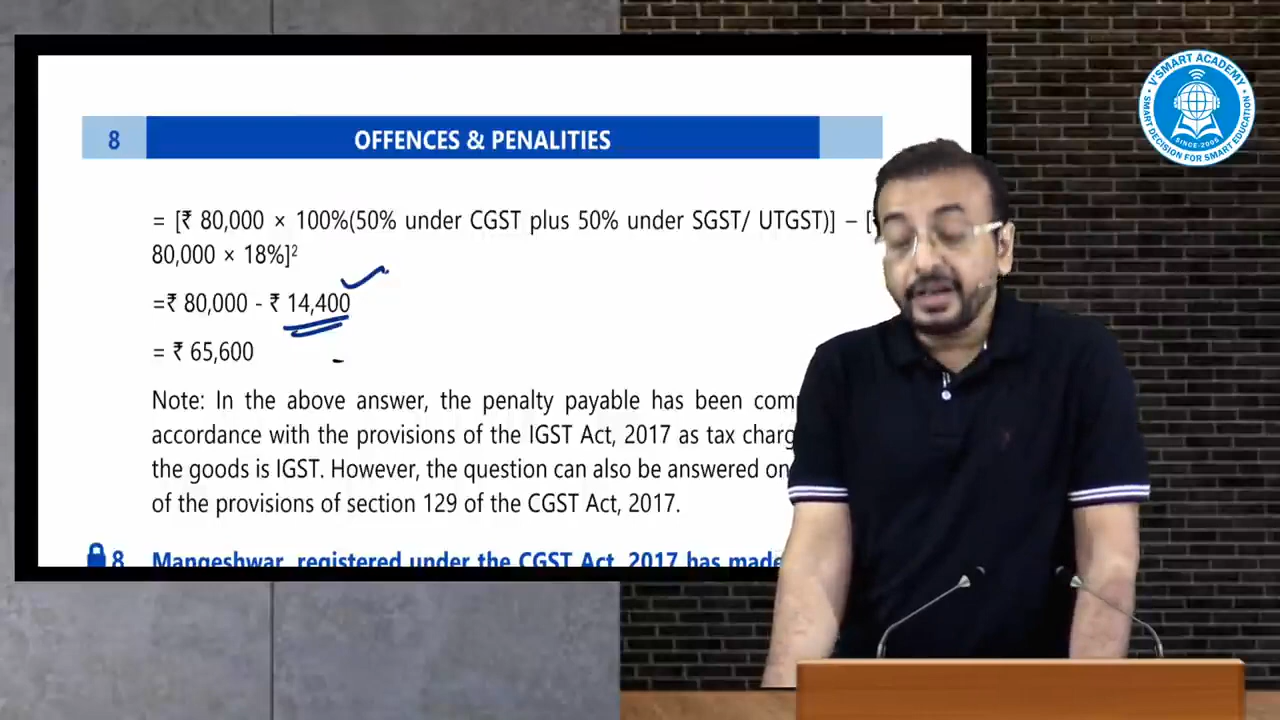 8
OFFENCES & PENALITIES
= [₹ 80,000 × 100%(50% under CGST plus 50% under SGST/ UTGST)] – [
80,000 × 18%]²
=₹ 80,000 - ₹ 14,400
= ₹ 65,600
Note: In the above answer, the penalty payable has been
accordance with the provisions of the IGST Act, 2017 as tax
the goods is IGST. However, the question can also be answered on
of the provisions of section 129 of the CGST Act, 2017.
8 Mangeshwar, registered under the CGST Act, 2017 has made
V'SMART ACADEMY
SINCE-2005
SMART DECISION FOR SMART EDUCATION